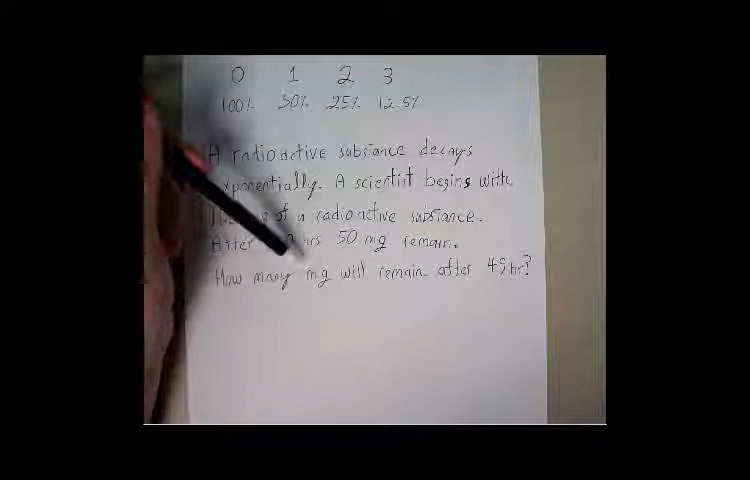 0 1 2 3
100% 50% 25% 12.5%
A radioactive substance decays
exponentially. A scientist begins with
of a radioactive substance.
After hrs 50 mg remain.
How many mg will remain after 45 hr?